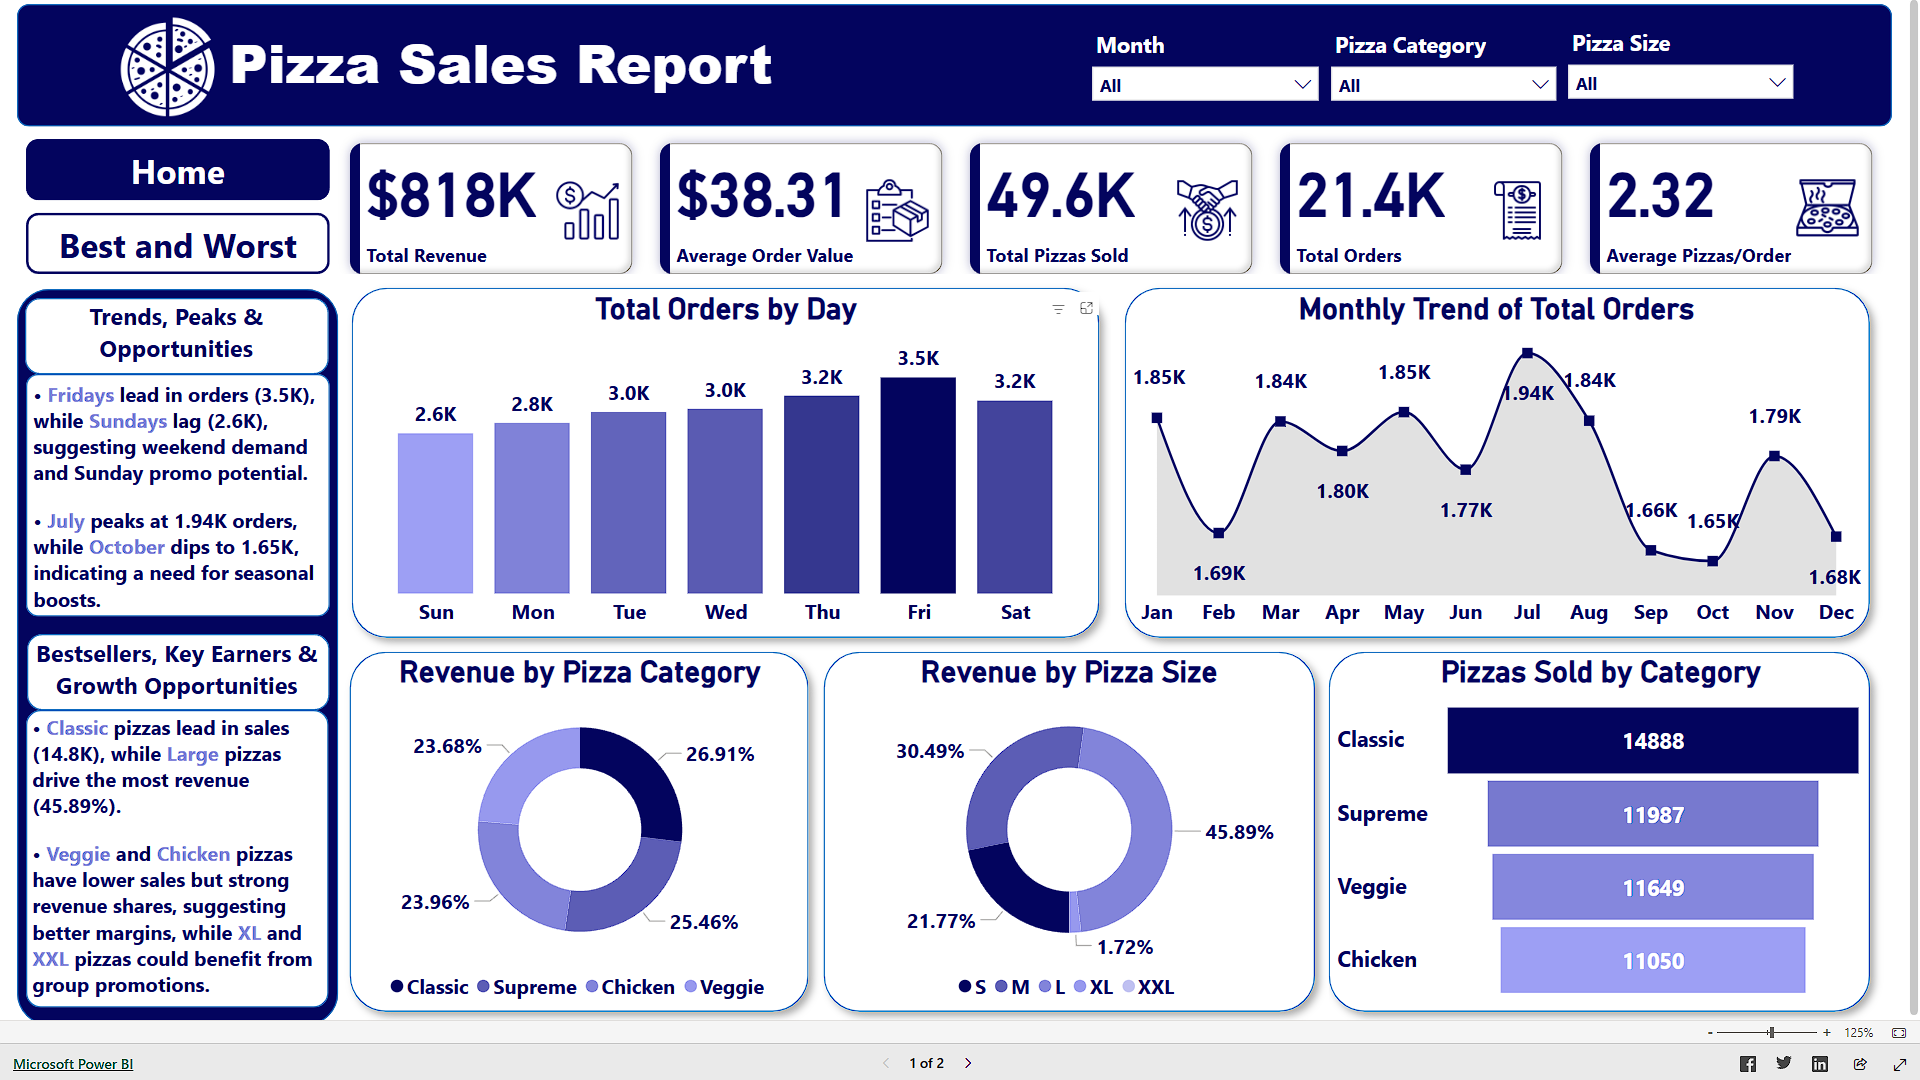 Pizza Sales Report
Month
All
Pizza Category
All
Pizza Size
All
Home
Best and Worst
$818K
Total Revenue
$38.31
Average Order Value
49.6K
Total Pizzas Sold
21.4K
Total Orders
2.32
Average Pizzas/Order
Trends, Peaks &
Opportunities
• Fridays lead in orders (3.5K),
while Sundays lag (2.6K),
suggesting weekend demand
and Sunday promo potential.
• July peaks at 1.94K orders,
while October dips to 1.65K,
indicating a need for seasonal
boosts.
Bestsellers, Key Earners &
Growth Opportunities
• Classic pizzas lead in sales
(14.8K), while Large pizzas
drive the most revenue
(45.89%).
• Veggie and Chicken pizzas
have lower sales but strong
revenue shares, suggesting
better margins, while XL and
XXL pizzas could benefit from
group promotions.
Total Orders by Day
2.6K
2.8K
3.0K
3.0K
3.2K
3.5K
3.2K
Sun Mon Tue Wed Thu Fri Sat
Monthly Trend of Total Orders
1.85K
1.69K
1.84K
1.80K
1.85K
1.77K
1.94K
1.84K
1.66K
1.65K
1.79K
1.68K
Jan Feb Mar Apr May Jun Jul Aug Sep Oct Nov Dec
Revenue by Pizza Category
23.68%
26.91%
23.96%
25.46%
Classic Supreme Chicken Veggie
Revenue by Pizza Size
30.49%
45.89%
21.77%
1.72%
S M L XL XXL
Pizzas Sold by Category
Classic 14888
Supreme 11987
Veggie 11649
Chicken 11050
- + 125%
Microsoft Power BI
1 of 2